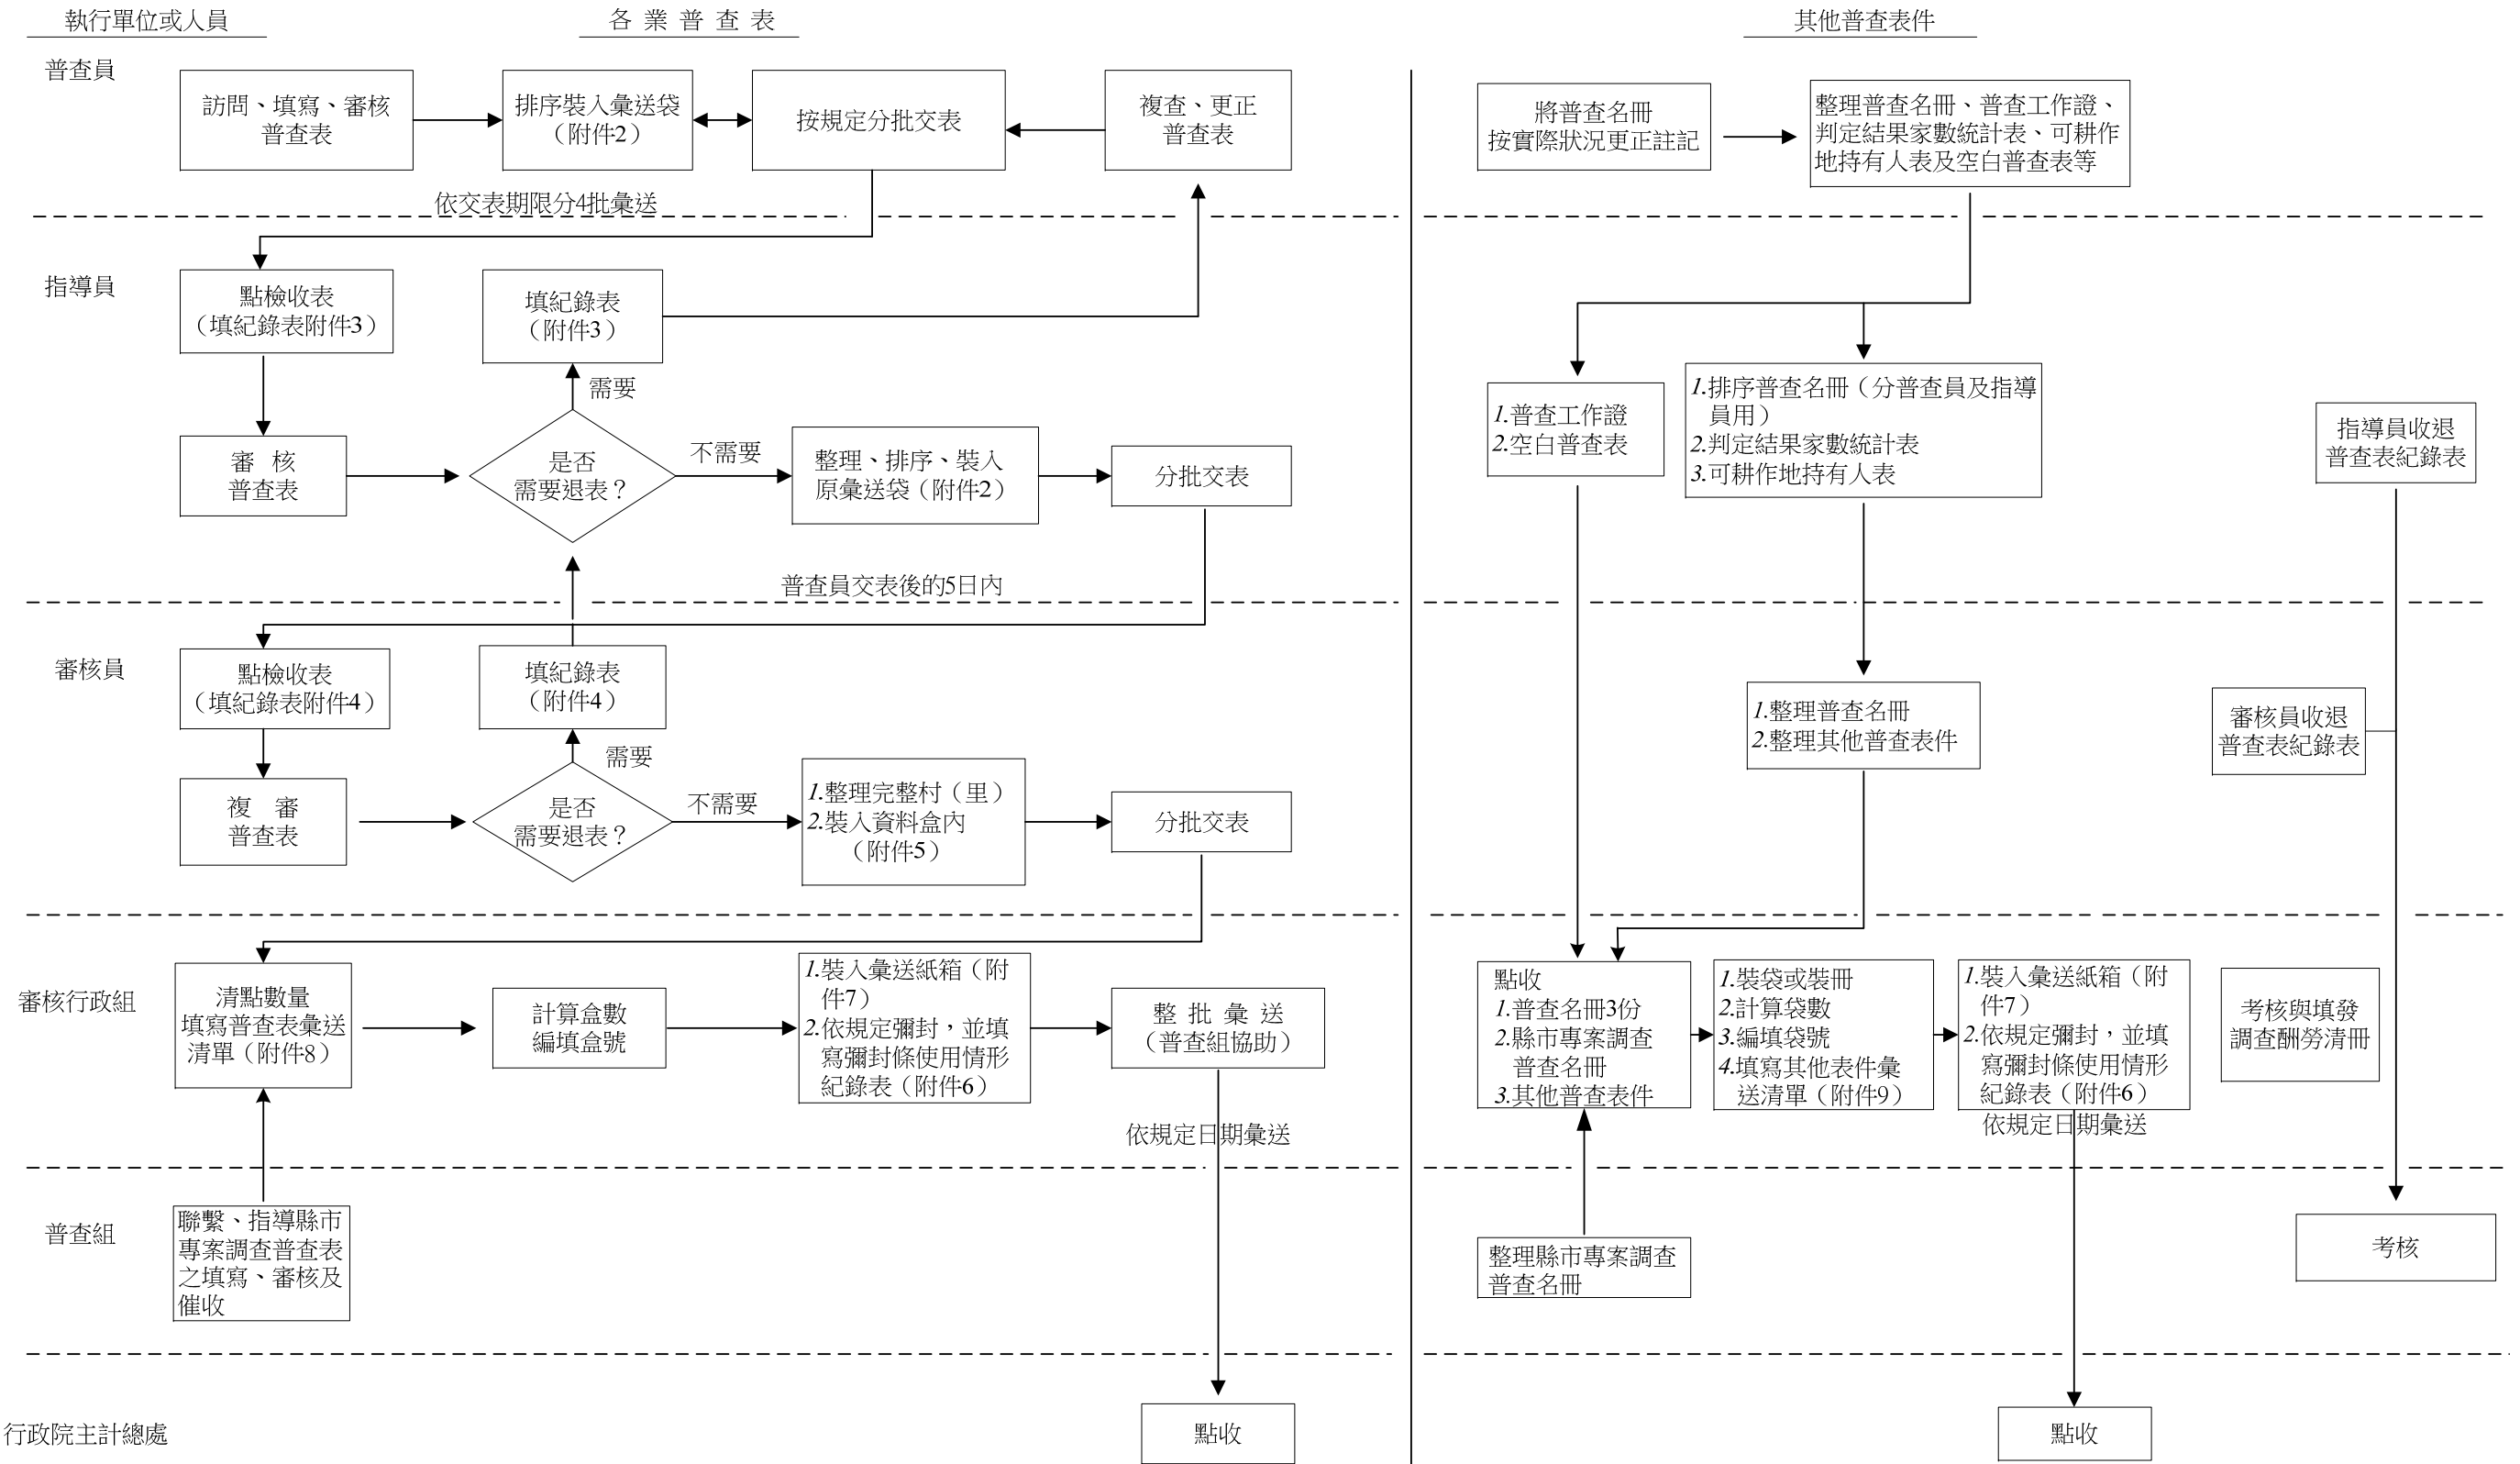 執行單位或人員
各業普查表
其他普查表件
普查員
訪問、填寫、審核
普查表
排序裝入彙送袋
（附件2）
按規定分批交表
複查、更正
普查表
將普查名冊
按實際狀況更正註記
整理普查名冊、普查工作證、
判定結果家數統計表、可耕作
地持有人表及空白普查表等
依交表期限分4批彙送
指導員
點檢收表
（填紀錄表附件3）
填紀錄表
（附件3）
需要
審核
普查表
是否
需要退表？
不需要
整理、排序、裝入
原彙送袋（附件2）
分批交表
1.普查工作證
2.空白普查表
1.排序普查名冊（分普查員及指導
員用）
2.判定結果家數統計表
3.可耕作地持有人表
指導員收退
普查表紀錄表
普查員交表後的5日內
審核員
點檢收表
（填紀錄表附件4）
填紀錄表
（附件4）
需要
複審
普查表
是否
需要退表？
不需要
1.整理完整村（里）
2.裝入資料盒內
（附件5）
分批交表
1.整理普查名冊
2.整理其他普查表件
審核員收退
普查表紀錄表
審核行政組
清點數量
填寫普查表彙送
清單（附件8）
計算盒數
編填盒號
1.裝入彙送紙箱（附
件7）
2.依規定彌封，並填
寫彌封條使用情形
紀錄表（附件6）
整批彙送
（普查組協助）
點收
1.普查名冊3份
2.縣市專案調查
普查名冊
3.其他普查表件
1.裝袋或裝冊
2.計算袋數
3.編填袋號
4.填寫其他表件彙
送清單（附件9）
1.裝入彙送紙箱（附
件7）
2.依規定彌封，並填
寫彌封條使用情形
紀錄表（附件6）
考核與填發
調查酬勞清冊
依規定日期彙送
依規定日期彙送
普查組
聯繫、指導縣市
專案調查普查表
之填寫、審核及
催收
整理縣市專案調查
普查名冊
考核
行政院主計總處
點收
點收